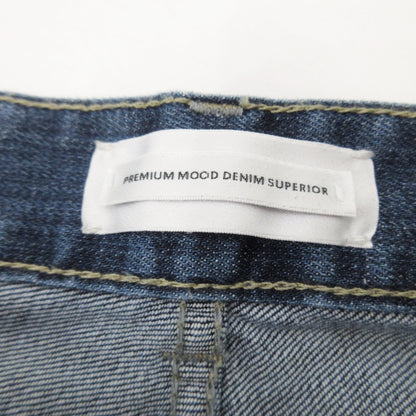 PREMIUM MOOD DENIM SUPERIOR